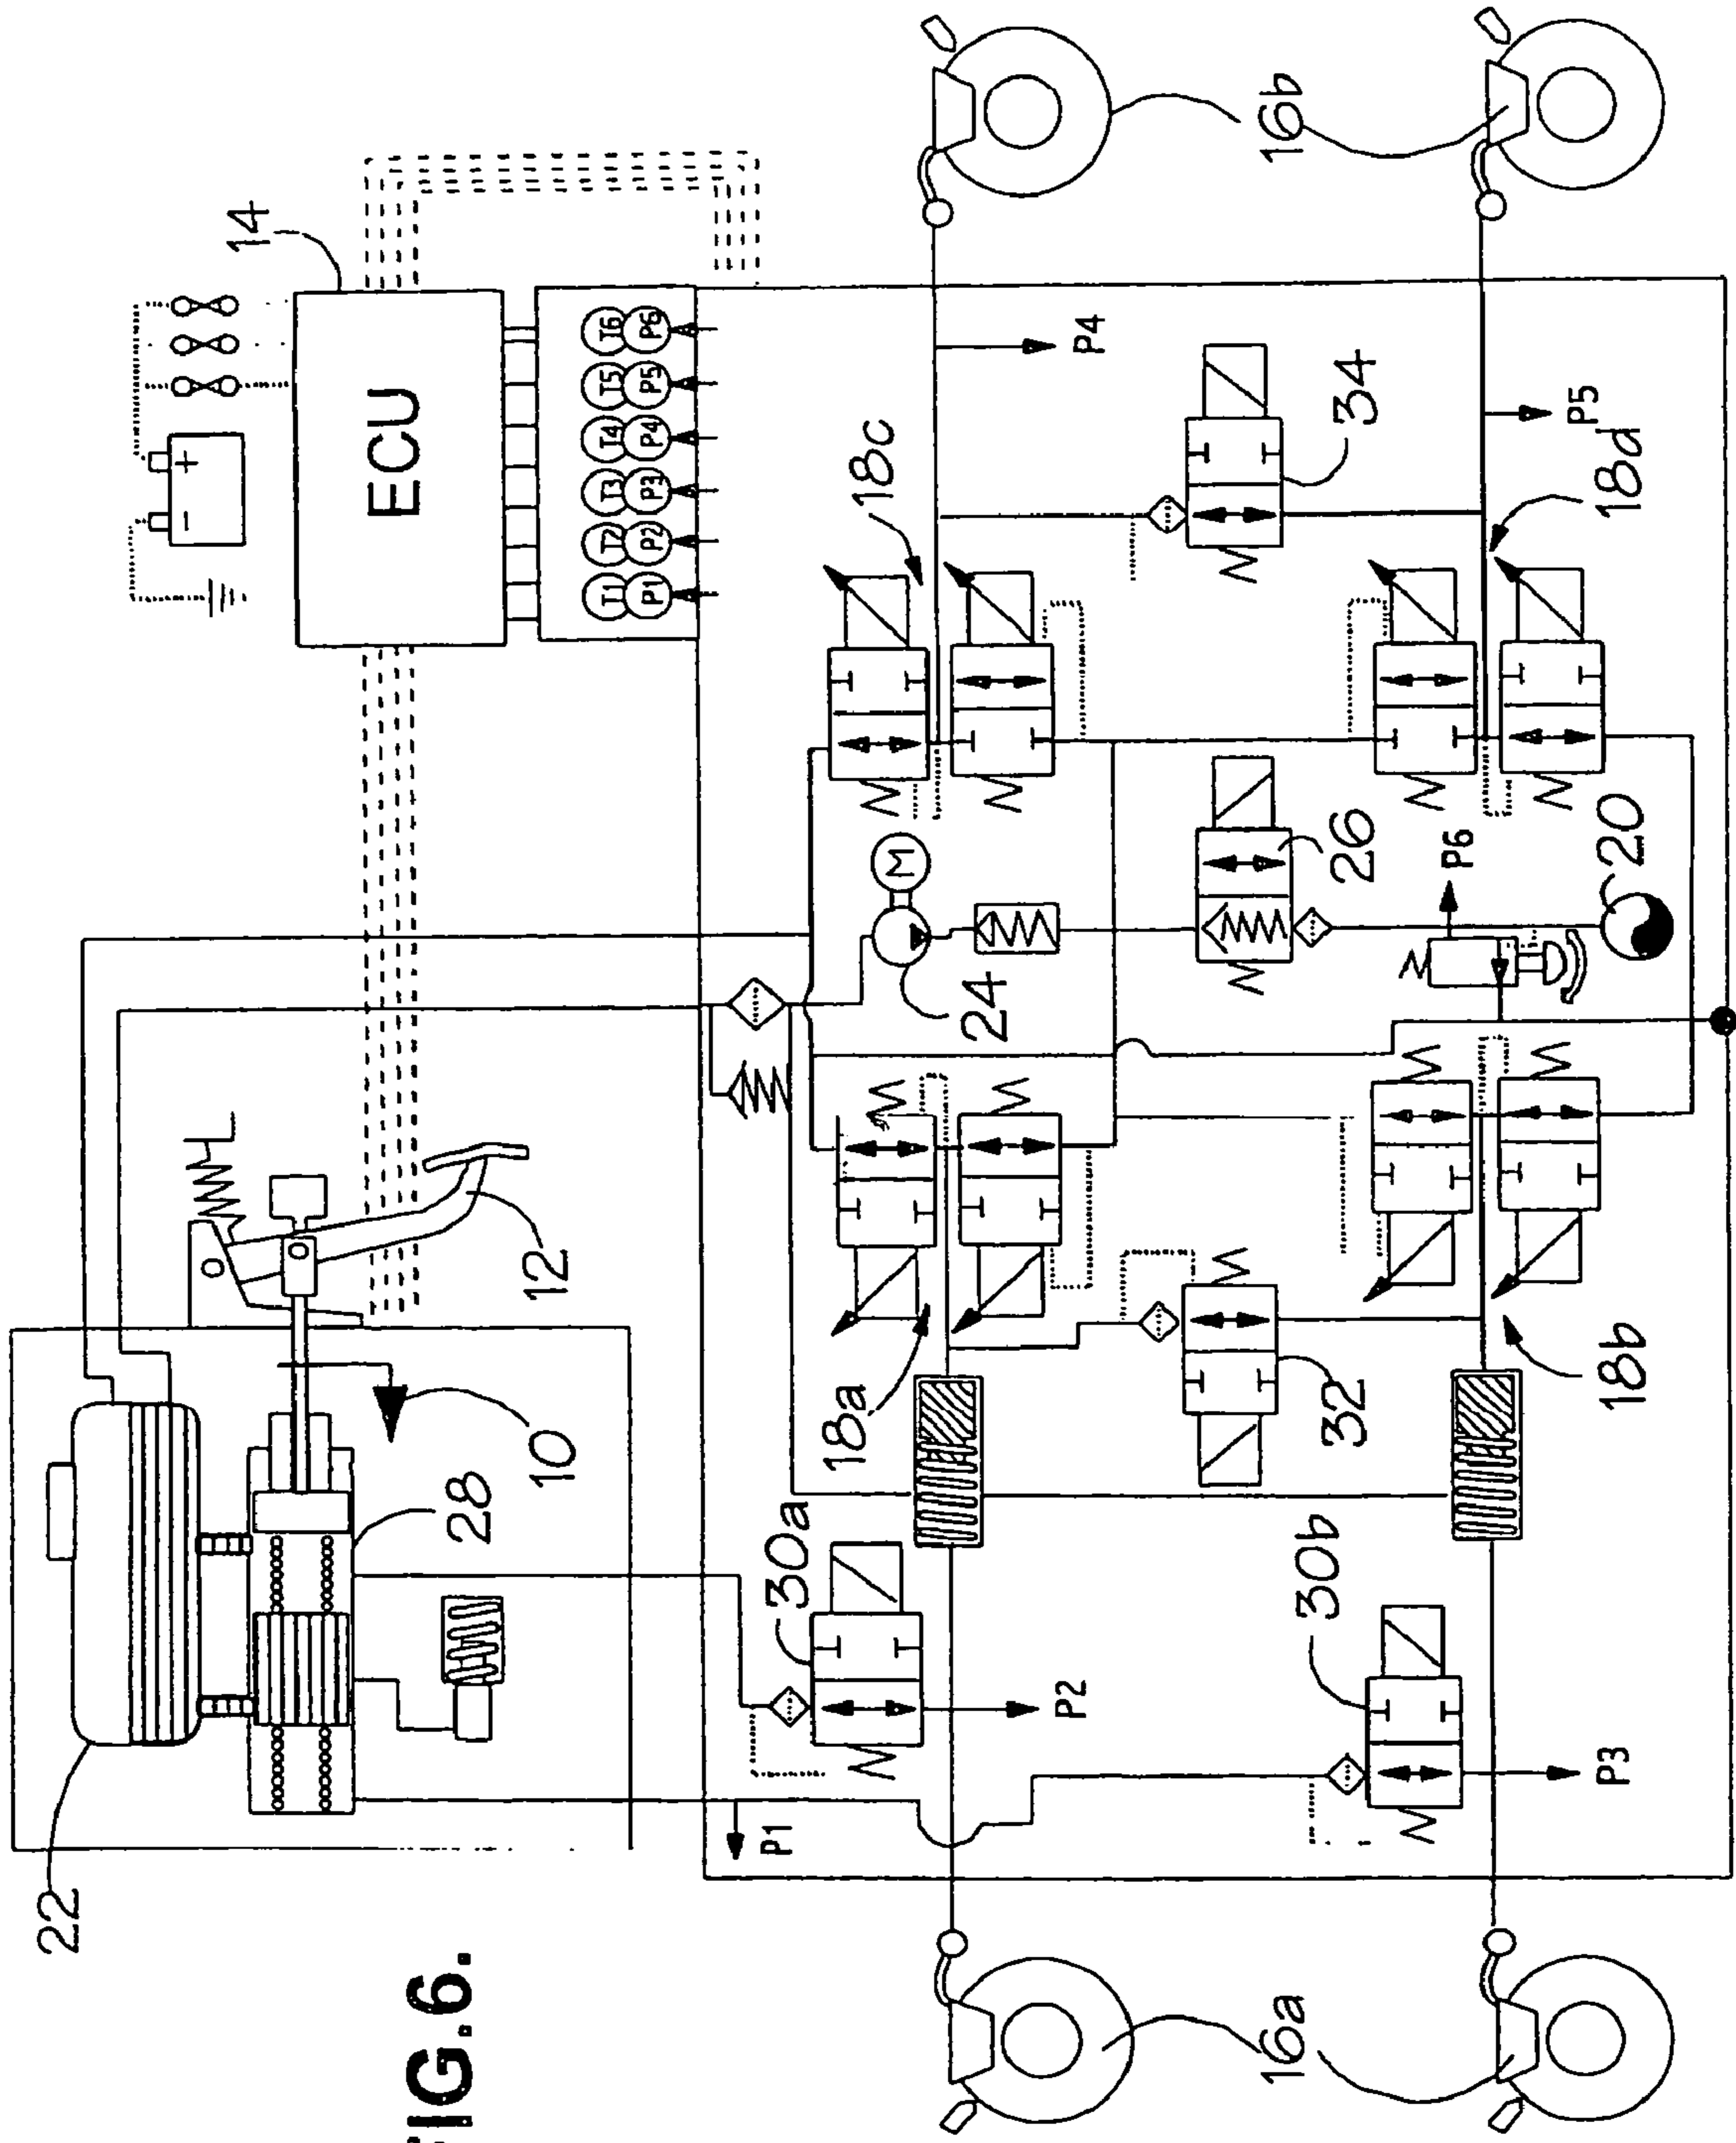 FIG.6.
22
28
10
12
14
+
-
ECU
T1 T2 T3 T4 T5 T6
P1 P2 P3 P4 P5 P6
P1
30a
P2
18a
24
M
18c
P4
16b
32
26
34
30b
P3
18b
P6
20
18d
P5
16a